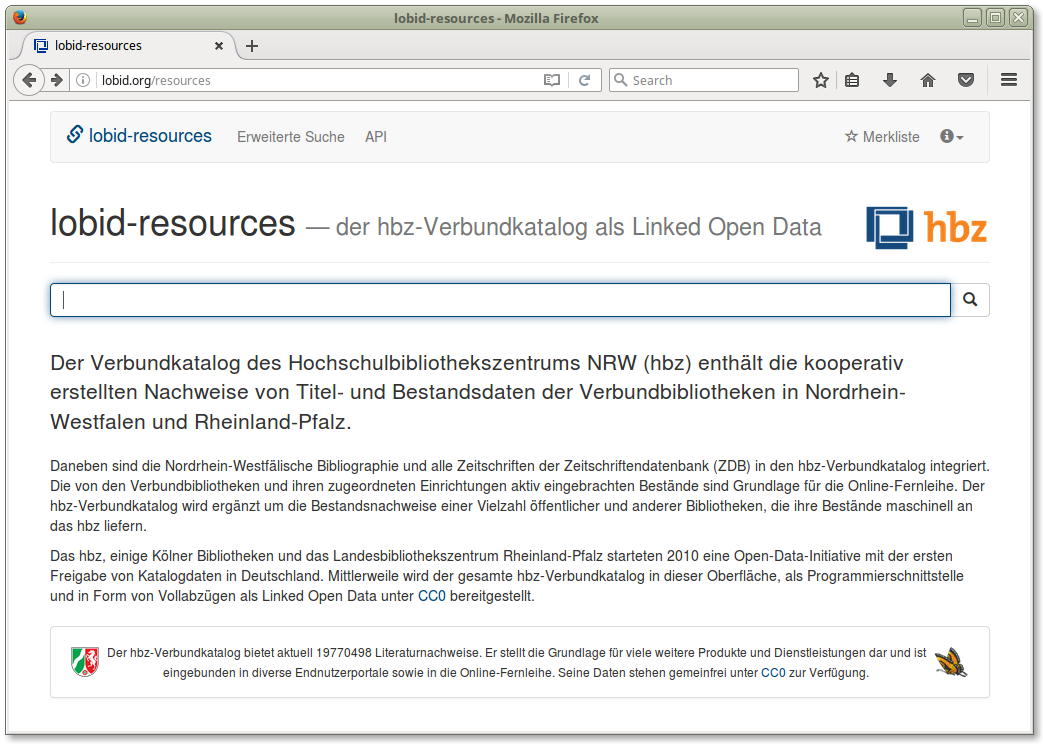 lobid-resources - Mozilla Firefox
lobid-resources
lobid.org/resources
Search
lobid-resources Erweiterte Suche API Merkliste
lobid-resources — der hbz-Verbundkatalog als Linked Open Data hbz
Der Verbundkatalog des Hochschulbibliothekszentrums NRW (hbz) enthält die kooperativ
erstellten Nachweise von Titel- und Bestandsdaten der Verbundbibliotheken in Nordrhein-
Westfalen und Rheinland-Pfalz.
Daneben sind die Nordrhein-Westfälische Bibliographie und alle Zeitschriften der Zeitschriftendatenbank (ZDB) in den hbz-Verbundkatalog integriert.
Die von den Verbundbibliotheken und ihren zugeordneten Einrichtungen aktiv eingebrachten Bestände sind Grundlage für die Online-Fernleihe. Der
hbz-Verbundkatalog wird ergänzt um die Bestandsnachweise einer Vielzahl öffentlicher und anderer Bibliotheken, die ihre Bestände maschinell an
das hbz liefern.
Das hbz, einige Kölner Bibliotheken und das Landesbibliothekszentrum Rheinland-Pfalz starteten 2010 eine Open-Data-Initiative mit der ersten
Freigabe von Katalogdaten in Deutschland. Mittlerweile wird der gesamte hbz-Verbundkatalog in dieser Oberfläche, als Programmierschnittstelle
und in Form von Vollabzügen als Linked Open Data unter CC0 bereitgestellt.
Der hbz-Verbundkatalog bietet aktuell 19770498 Literaturnachweise. Er stellt die Grundlage für viele weitere Produkte und Dienstleistungen dar und ist
eingebunden in diverse Endnutzerportale sowie in die Online-Fernleihe. Seine Daten stehen gemeinfrei unter CC0 zur Verfügung.